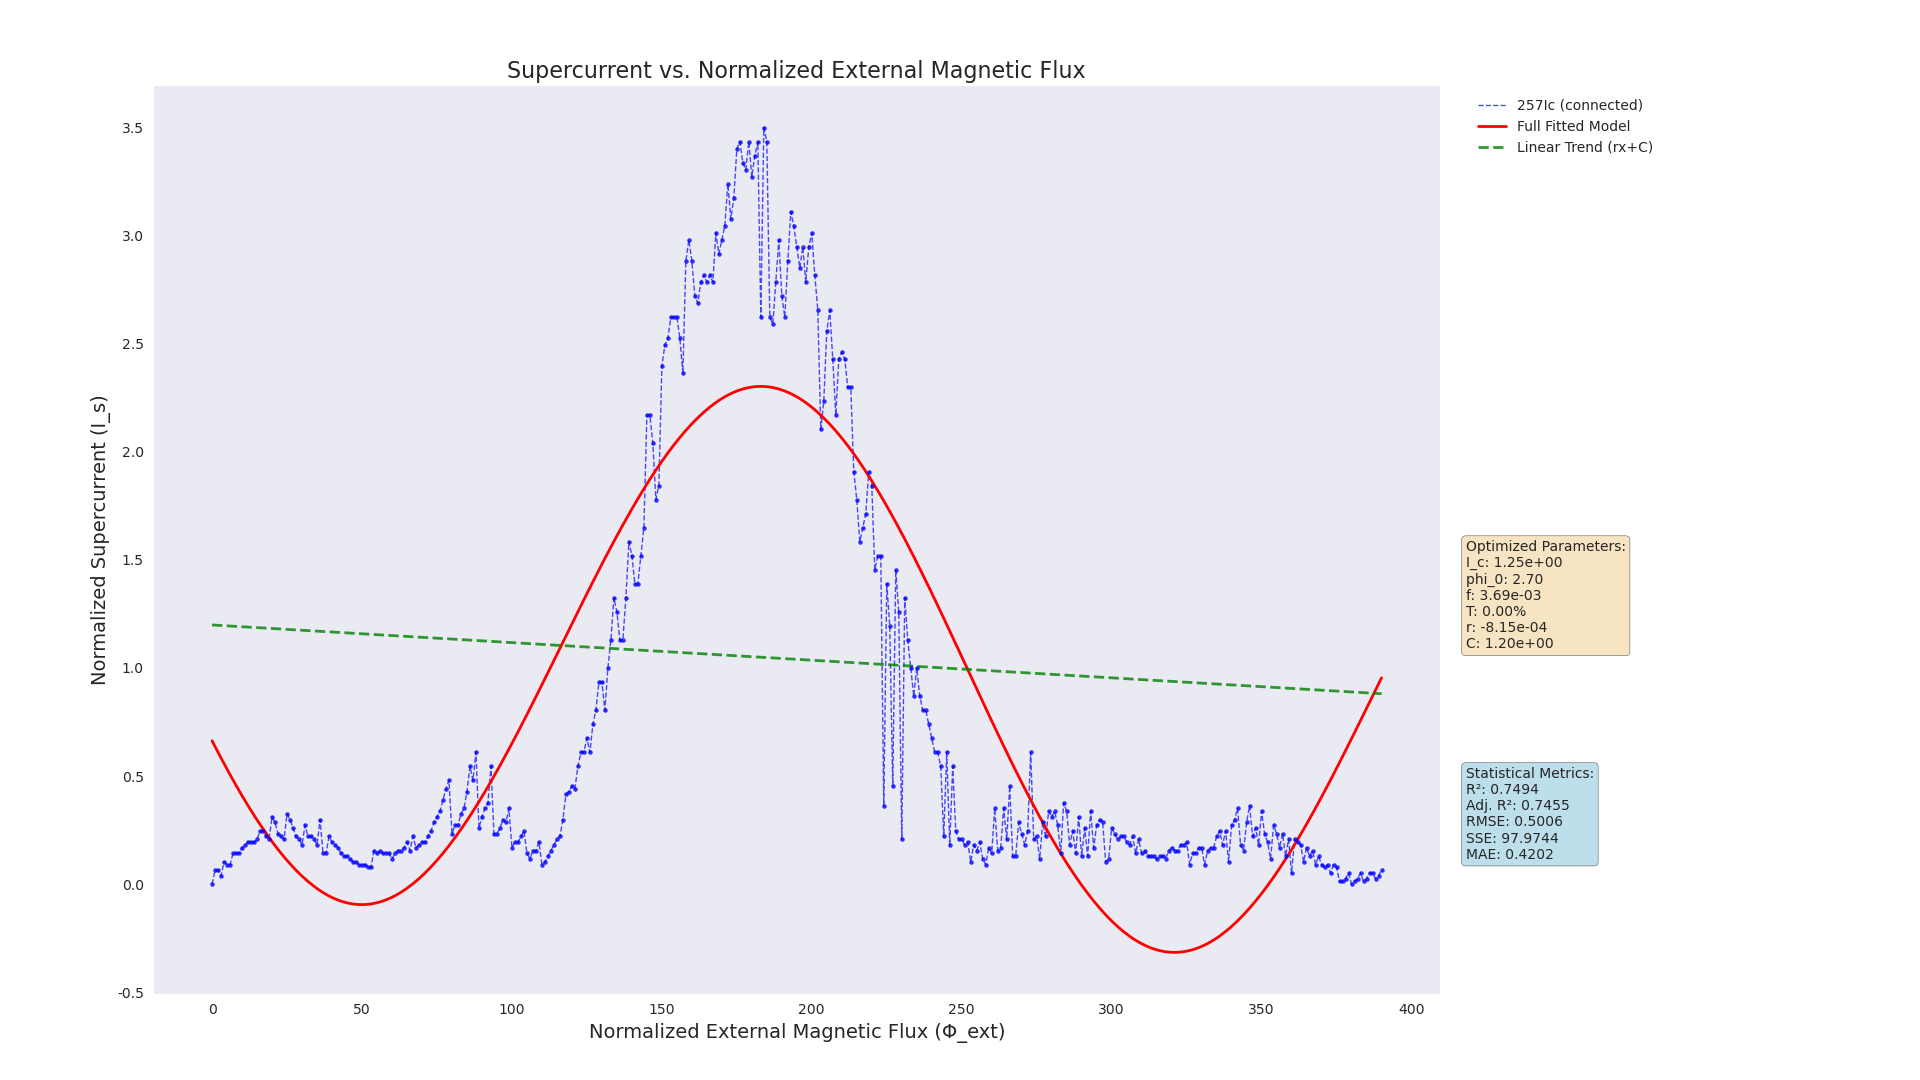 Supercurrent vs. Normalized External Magnetic Flux
257Ic (connected)
Full Fitted Model
Linear Trend (rx+C)
Normalized Supercurrent (I_s)
3.5
3.0
2.5
2.0
1.5
1.0
0.5
0.0
-0.5
0 50 100 150 200 250 300 350 400
Normalized External Magnetic Flux (Φ_ext)
Optimized Parameters:
I_c: 1.25e+00
phi_0: 2.70
f: 3.69e-03
T: 0.00%
r: -8.15e-04
C: 1.20e+00
Statistical Metrics:
R²: 0.7494
Adj. R²: 0.7455
RMSE: 0.5006
SSE: 97.9744
MAE: 0.4202